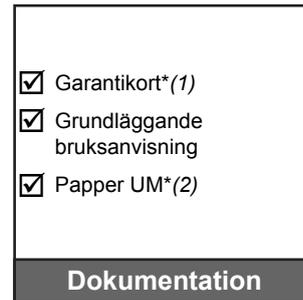 Garantikort*(1)
Grundläggande
bruksanvisning
Papper UM*(2)
Dokumentation